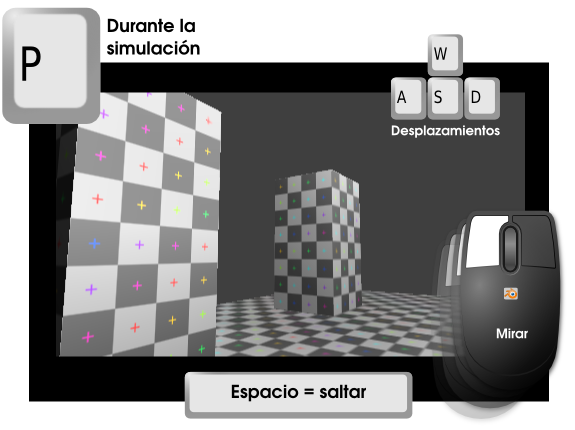 P
Durante la
simulación
W
A S D
Desplazamientos
Mirar
Espacio = saltar